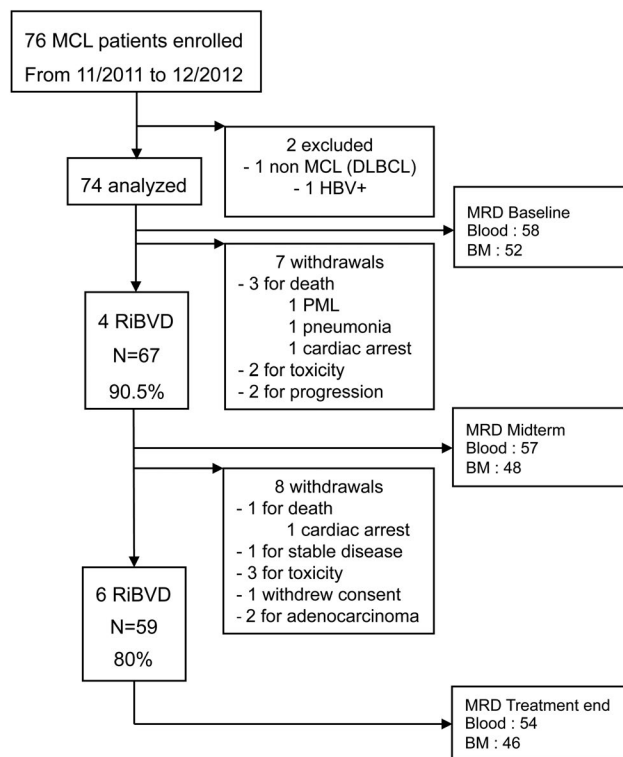 76 MCL patients enrolled
From 11/2011 to 12/2012
2 excluded
- 1 non MCL (DLBCL)
- 1 HBV+
74 analyzed
MRD Baseline
Blood : 58
BM : 52
7 withdrawals
- 3 for death
1 PML
1 pneumonia
1 cardiac arrest
- 2 for toxicity
- 2 for progression
4 RiBVD
N=67
90.5%
MRD Midterm
Blood : 57
BM : 48
8 withdrawals
- 1 for death
1 cardiac arrest
- 1 for stable disease
- 3 for toxicity
- 1 withdrew consent
- 2 for adenocarcinoma
6 RiBVD
N=59
80%
MRD Treatment end
Blood : 54
BM : 46